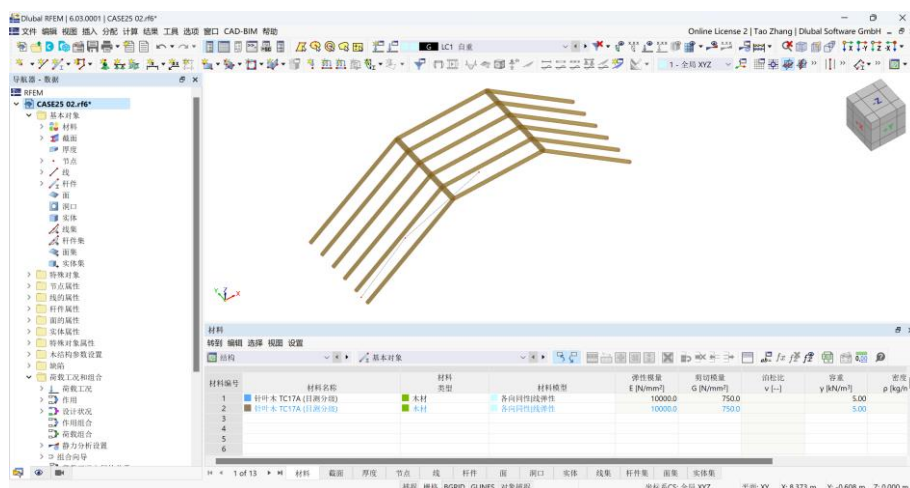 Dlubal RFEM | 6.03.0001 | CASE25 02.rf6*
文件 编辑 视图 插入 分配 计算 结果 工具 选项 窗口 CAD-BIM 帮助
Online License 2 | Tao Zhang | Dlubal Software GmbH
G LC1 自重
1 - 全局 XYZ
导航器 - 数据
RFEM
CASE25 02.rf6*
基本对象
材料
截面
厚度
节点
线
杆件
面
洞口
实体
线集
杆件集
面集
实体集
特殊对象
节点属性
线的属性
杆件属性
面的属性
实体属性
特殊对象属性
木结构参数设置
缺陷
荷载工况和组合
荷载工况
作用
设计状况
作用组合
荷载组合
静力分析设置
组合向导
-Z
-X
-Y
Y Z X
材料
转到 编辑 选择 视图 设置
结构
基本对象
材料编号 材料名称 材料类型 材料模型 弹性模量 E [N/mm²] 剪切模量 G [N/mm²] 泊松比 ν [--] 容重 γ [kN/m³] 密度
1 针叶木 TC17A (目测分级) 木材 各向同性|线弹性 10000.0 750.0 5.00
2 针叶木 TC17A (目测分级) 木材 各向同性|线弹性 10000.0 750.0 5.00
3
4
5
6
1 of 13 材料 截面 厚度 节点 线 杆件 面 洞口 实体 线集 杆件集 面集 实体集
捕捉 栅格 BGRID GLINES 对象捕捉
坐标系CS: 全局 XYZ 平面: XY X: 8.373 m Y: -0.608 m Z: 0.000 m